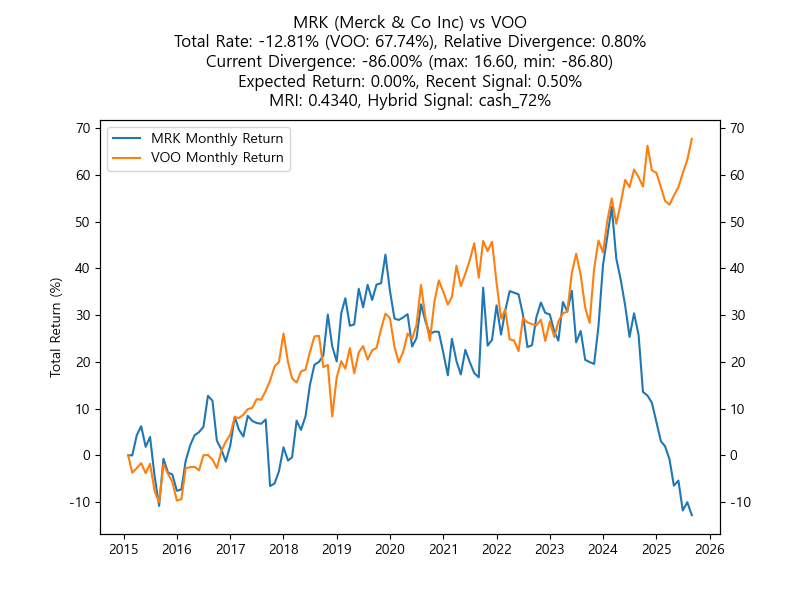 MRK (Merck & Co Inc) vs VOO
Total Rate: -12.81% (VOO: 67.74%), Relative Divergence: 0.80%
Current Divergence: -86.00% (max: 16.60, min: -86.80)
Expected Return: 0.00%, Recent Signal: 0.50%
MRI: 0.4340, Hybrid Signal: cash_72%
MRK Monthly Return
VOO Monthly Return
Total Return (%)
70 70
60 60
50 50
40 40
30 30
20 20
10 10
0 0
-10 -10
2015 2016 2017 2018 2019 2020 2021 2022 2023 2024 2025 2026